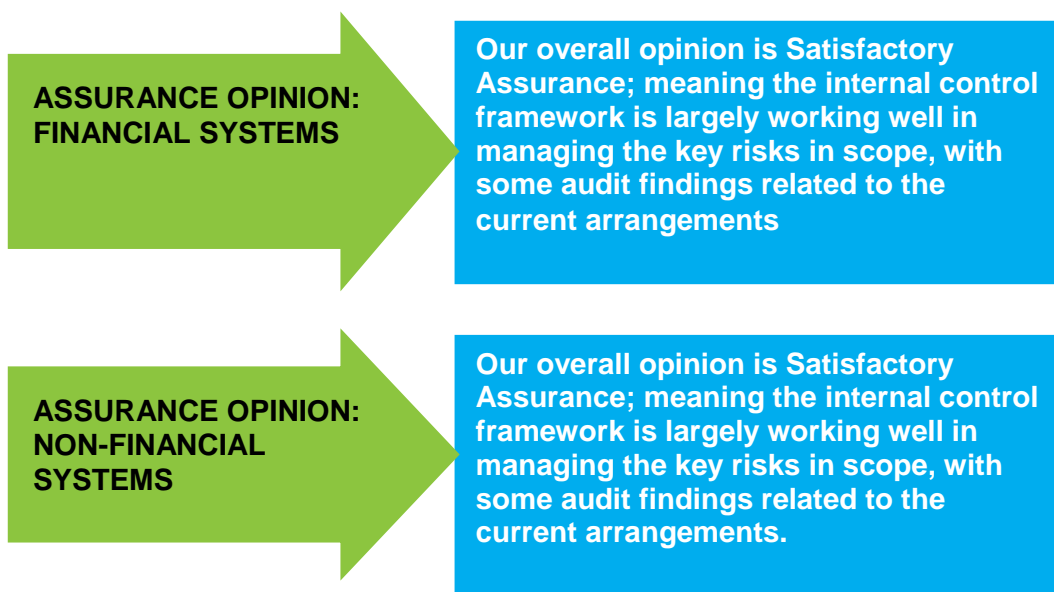 ASSURANCE OPINION:
FINANCIAL SYSTEMS
Our overall opinion is Satisfactory
Assurance; meaning the internal control
framework is largely working well in
managing the key risks in scope, with
some audit findings related to the
current arrangements
ASSURANCE OPINION:
NON-FINANCIAL
SYSTEMS
Our overall opinion is Satisfactory
Assurance; meaning the internal control
framework is largely working well in
managing the key risks in scope, with
some audit findings related to the
current arrangements.